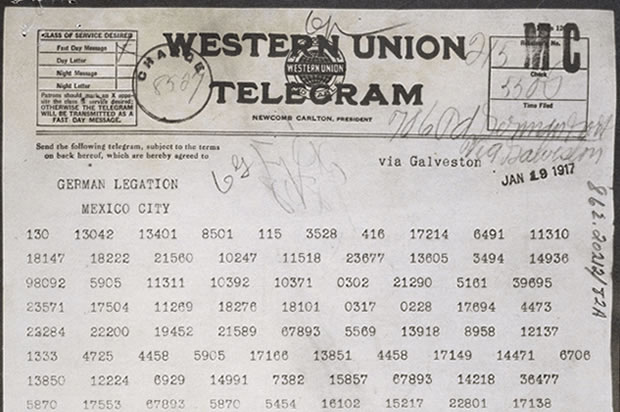 CLASS OF SERVICE DESIRED
Fast Day Message
Day Letter
Night Message
Night Letter
Patrons should mark an X oppo-
site the class of service desired;
OTHERWISE THE TELEGRAM
WILL BE TRANSMITTED AS A
FAST DAY MESSAGE.
CHARGE
WESTERN UNION
WESTERN UNION
TELEGRAM
NEWCOMB CARLTON, PRESIDENT
MC
Check
Time Filed
Send the following telegram, subject to the terms
on back hereof, which are hereby agreed to
via Galveston
JAN 19 1917
GERMAN LEGATION
MEXICO CITY
130 13042 13401 8501 115 3528 416 17214 6491 11310
18147 18222 21560 10247 11518 23677 13605 3494 14936
98092 5905 11311 10392 10371 0302 21290 5161 39695
23571 17504 11269 18276 18101 0317 0228 17694 4473
22284 22200 19452 21589 67893 5569 13918 8958 12137
1333 4725 4458 5905 17166 13851 4458 17149 14471 6706
13850 12224 6929 14991 7382 15857 67893 14218 36477
5870 17553 67893 5870 5454 16102 15217 22801 17138